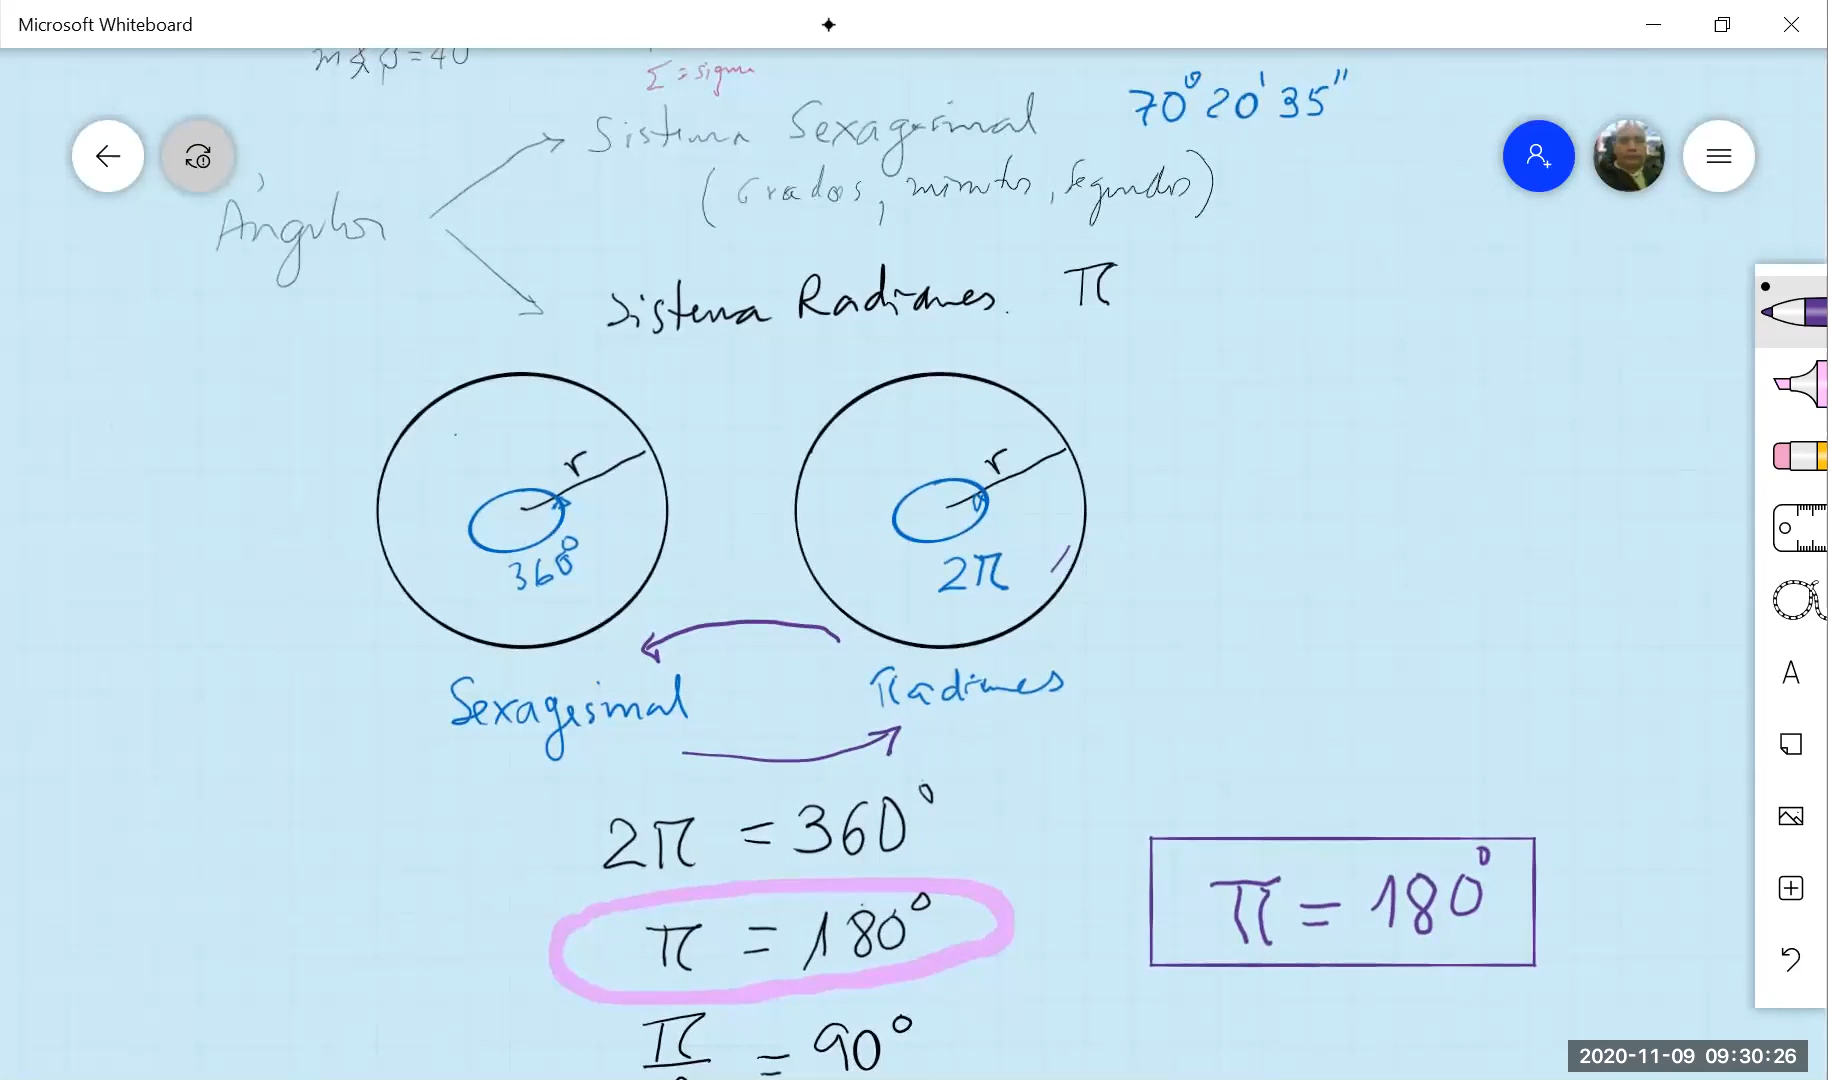 Microsoft Whiteboard
m∡β=40
Σ = sigma
Sistema Sexagesimal
70°20'35"
(Grados, minutos, segundos)
Angulos
Sistema Radianes. π
r
360°
r
2π
Sexagesimal
Radianes
2π = 360°
π = 180°
π = 180°
π = 90°
A
2020-11-09 09:30:26